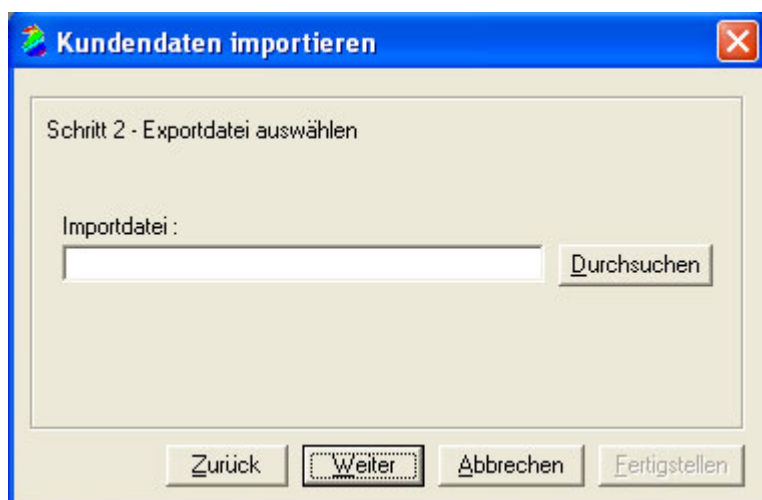 Kundendaten importieren
Schritt 2 - Exportdatei auswählen
Importdatei :
Durchsuchen
Zurück Weiter Abbrechen Fertigstellen